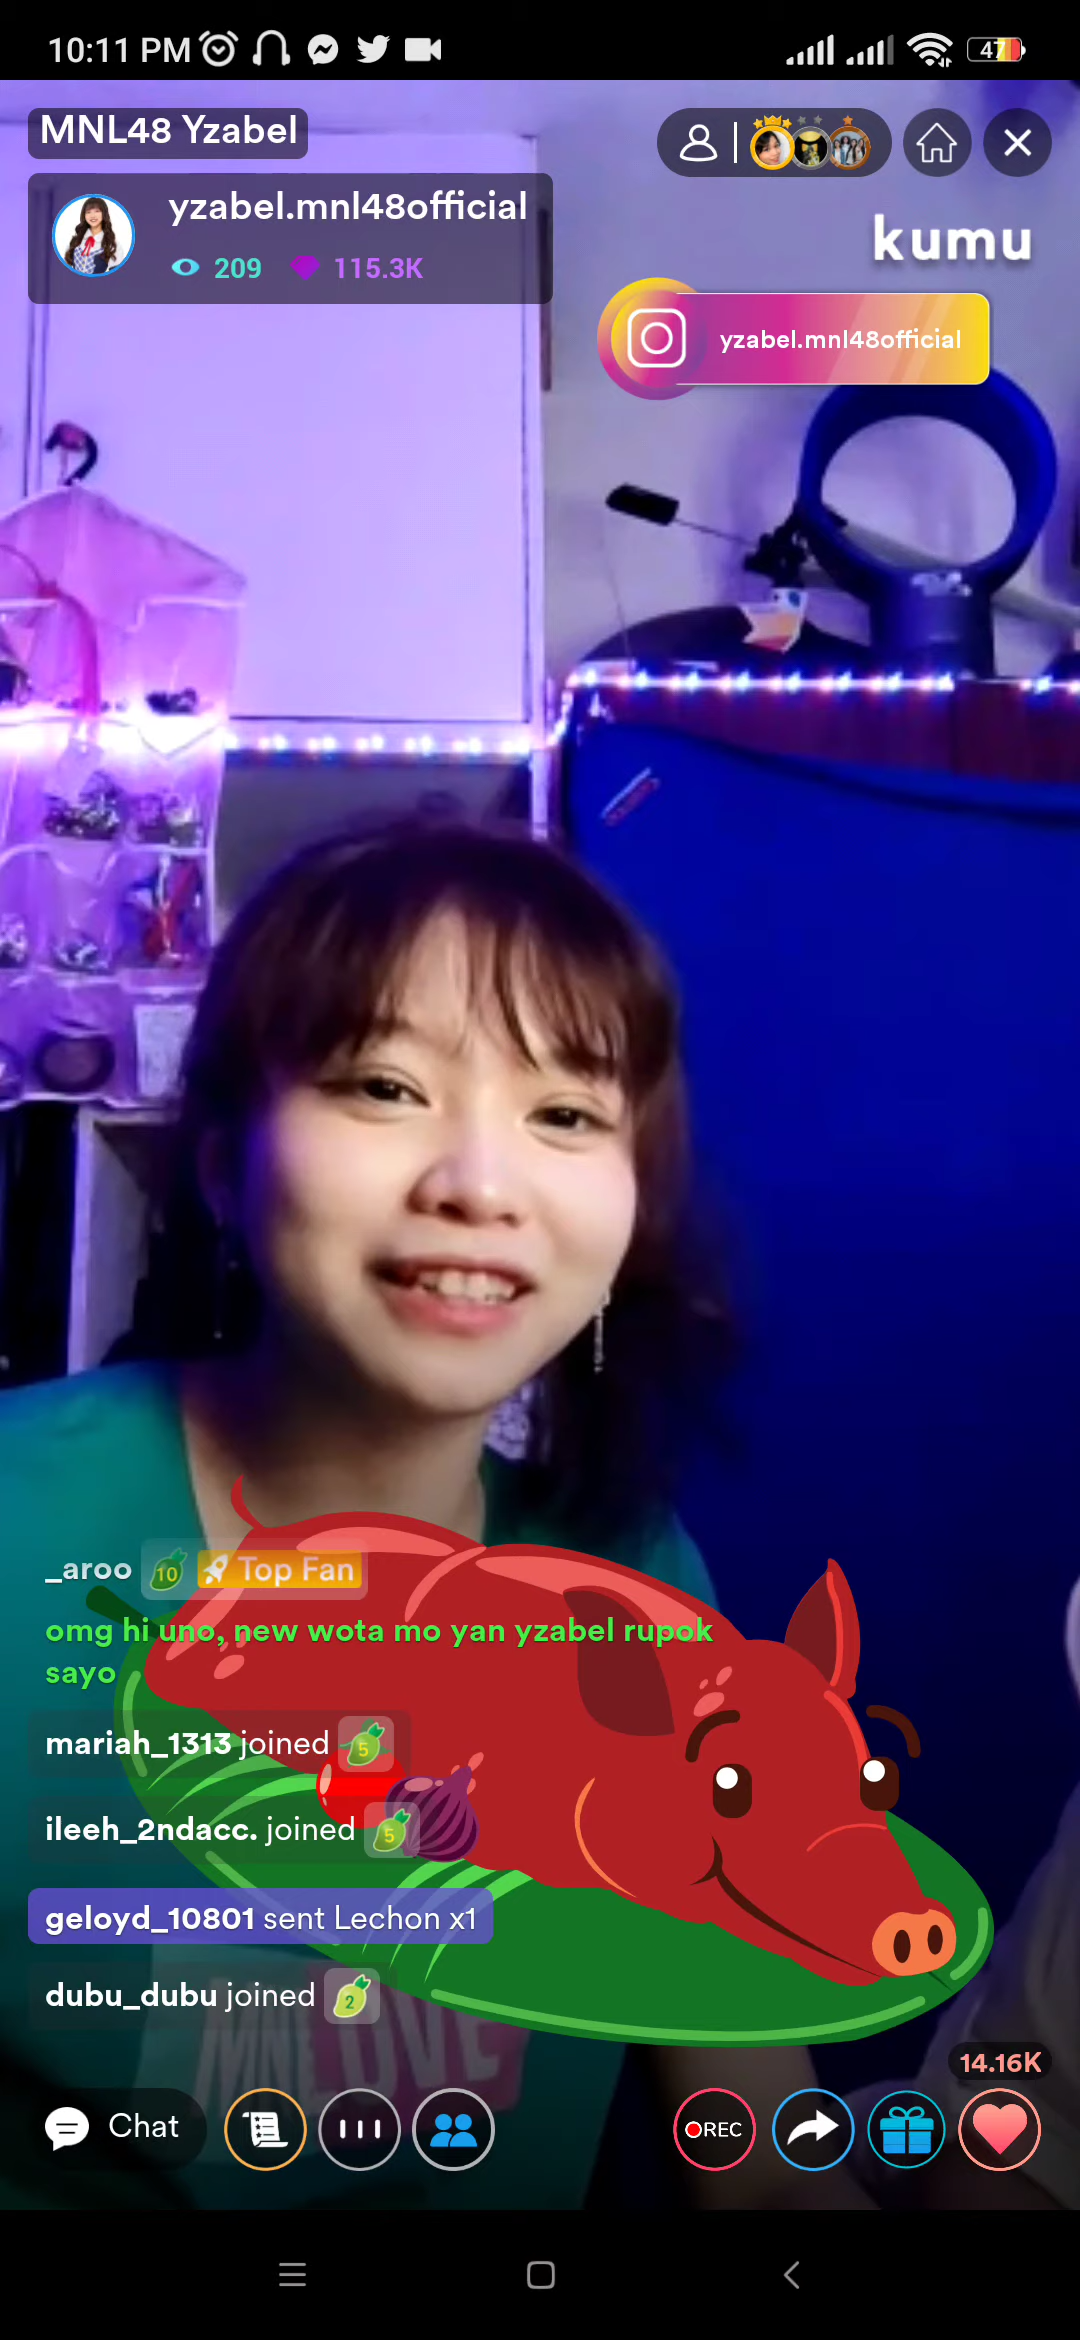 10:11 PM
47
MNL48 Yzabel
yzabel.mnl48official
209 115.3K
kumu
yzabel.mnl48official
_aroo 10 Top Fan
omg hi uno, new wota mo yan yzabel rupok
sayo
mariah_1313 joined 5
ileeh_2ndacc. joined 5
geloyd_10801 sent Lechon x1
dubu_dubu joined 2
LOVE
14.16K
Chat
REC